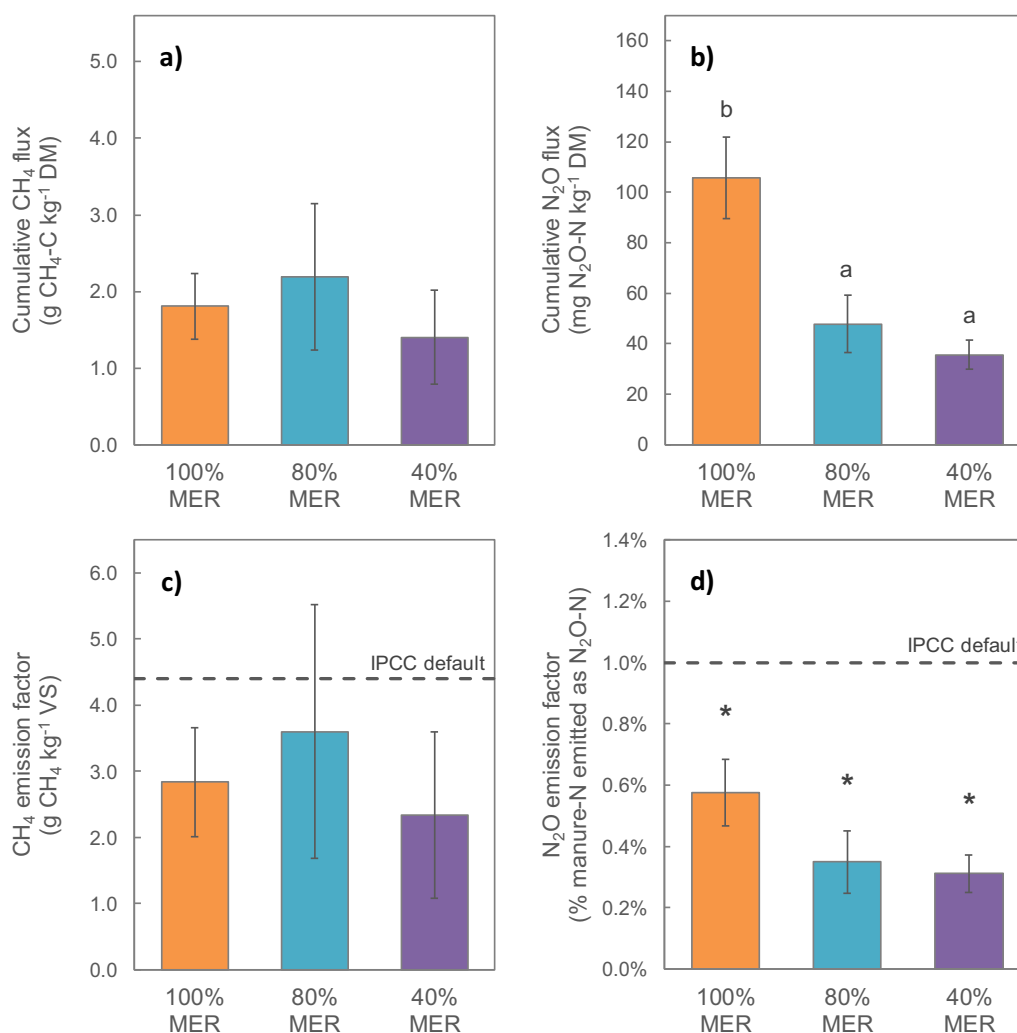 a)
Cumulative CH₄ flux
(g CH₄-C kg⁻¹ DM)
5.0
4.0
3.0
2.0
1.0
0.0
100%
MER
80%
MER
40%
MER
b)
Cumulative N₂O flux
(mg N₂O-N kg⁻¹ DM)
160
140
120
100
80
60
40
20
0
b
a
a
100%
MER
80%
MER
40%
MER
c)
CH₄ emission factor
(g CH₄ kg⁻¹ VS)
6.0
5.0
4.0
3.0
2.0
1.0
0.0
IPCC default
100%
MER
80%
MER
40%
MER
d)
N₂O emission factor
(% manure-N emitted as N₂O-N)
1.4%
1.2%
1.0%
0.8%
0.6%
0.4%
0.2%
0.0%
IPCC default
*
*
*
100%
MER
80%
MER
40%
MER